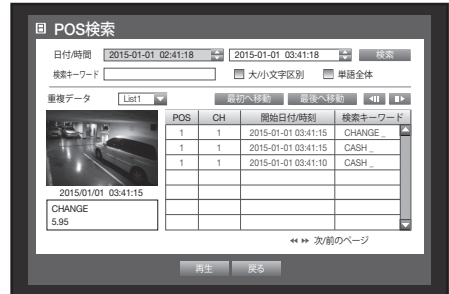 POS検索
日付/時間 2015-01-01 02:41:18 2015-01-01 03:41:18 検索
検索キーワード 大/小文字区別 単語全体
重複データ List1 最初へ移動 最後へ移動
POS CH 開始日付/時刻 検索キーワード
1 1 2015-01-01 03:41:15 CHANGE _
1 1 2015-01-01 03:41:15 CASH _
1 1 2015-01-01 03:41:10 CASH _
2015/01/01 03:41:15
CHANGE
5.95
次/前のページ
再生 戻る